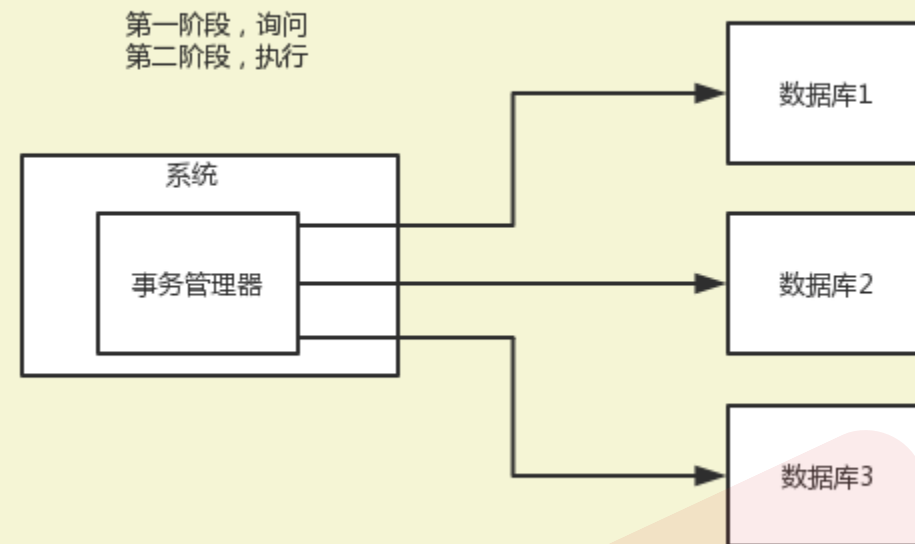 第一阶段，询问
第二阶段，执行
系统
事务管理器
数据库1
数据库2
数据库3